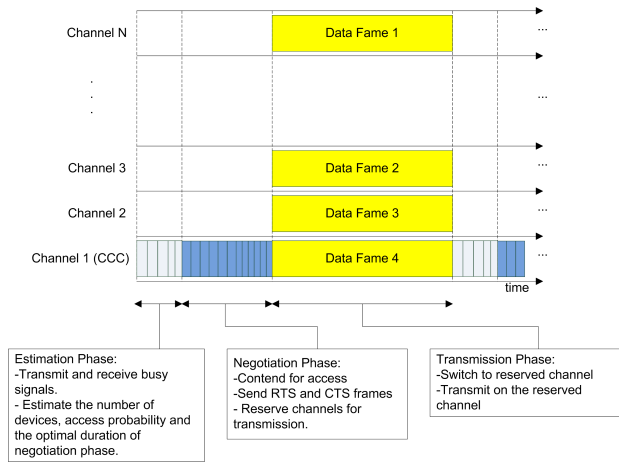 Channel N
Data Fame 1
...
.
.
.
...
Channel 3
Data Fame 2
...
Channel 2
Data Fame 3
...
Channel 1 (CCC)
Data Fame 4
...
time
Estimation Phase:
-Transmit and receive busy
signals.
- Estimate the number of
devices, access probability and
the optimal duration of
negotiation phase.
Negotiation Phase:
-Contend for access
-Send RTS and CTS frames
- Reserve channels for
transmission.
Transmission Phase:
-Switch to reserved channel
-Transmit on the reserved
channel